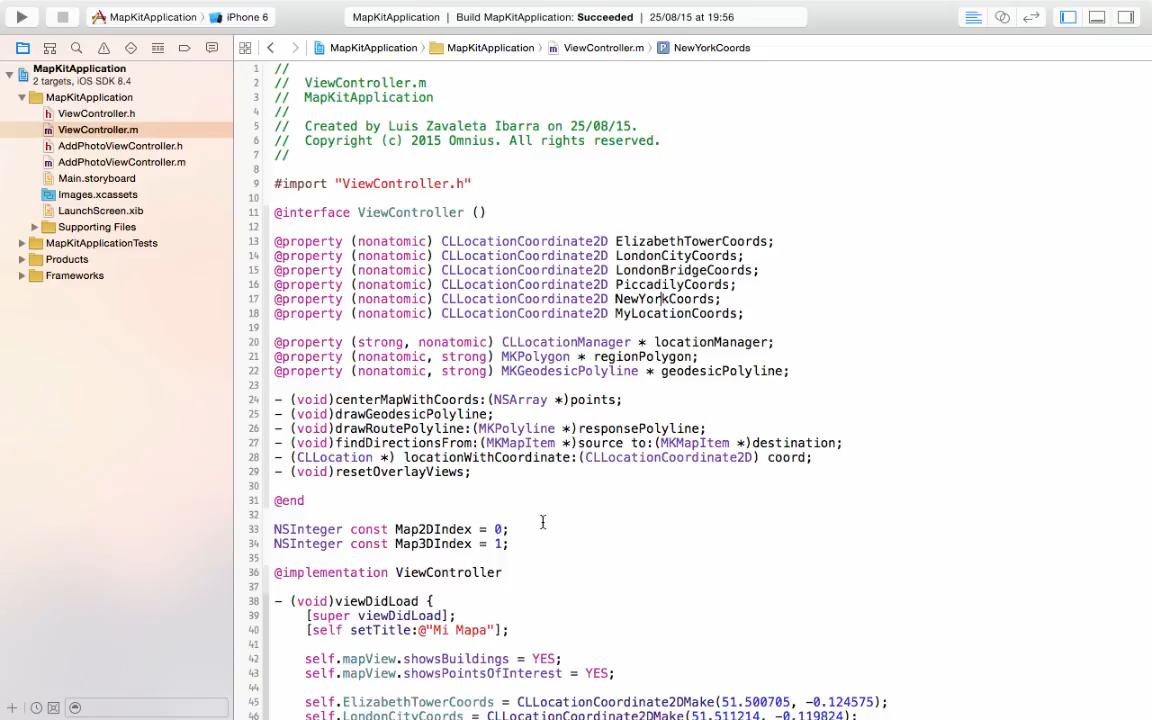 MapKitApplication iPhone 6
MapKitApplication | Build MapKitApplication: Succeeded | 25/08/15 at 19:56
MapKitApplication MapKitApplication ViewController.m P NewYorkCoords
MapKitApplication
2 targets, iOS SDK 8.4
MapKitApplication
h ViewController.h
m ViewController.m
h AddPhotoViewController.h
m AddPhotoViewController.m
Main.storyboard
Images.xcassets
LaunchScreen.xib
Supporting Files
MapKitApplicationTests
Products
Frameworks
1 //
2 // ViewController.m
3 // MapKitApplication
4 //
5 // Created by Luis Zavaleta Ibarra on 25/08/15.
6 // Copyright (c) 2015 Omnius. All rights reserved.
7 //
8
9 #import "ViewController.h"
10
11 @interface ViewController ()
12
13 @property (nonatomic) CLLocationCoordinate2D ElizabethTowerCoords;
14 @property (nonatomic) CLLocationCoordinate2D LondonCityCoords;
15 @property (nonatomic) CLLocationCoordinate2D LondonBridgeCoords;
16 @property (nonatomic) CLLocationCoordinate2D PiccadilyCoords;
17 @property (nonatomic) CLLocationCoordinate2D NewYorkCoords;
18 @property (nonatomic) CLLocationCoordinate2D MyLocationCoords;
19
20 @property (strong, nonatomic) CLLocationManager * locationManager;
21 @property (nonatomic, strong) MKPolygon * regionPolygon;
22 @property (nonatomic, strong) MKGeodesicPolyline * geodesicPolyline;
23
24 - (void)centerMapWithCoords:(NSArray *)points;
25 - (void)drawGeodesicPolyline;
26 - (void)drawRoutePolyline:(MKPolyline *)responsePolyline;
27 - (void)findDirectionsFrom:(MKMapItem *)source to:(MKMapItem *)destination;
28 - (CLLocation *) locationWithCoordinate:(CLLocationCoordinate2D) coord;
29 - (void)resetOverlayViews;
30
31 @end
32
33 NSInteger const Map2DIndex = 0;
34 NSInteger const Map3DIndex = 1;
35
36 @implementation ViewController
37
38 - (void)viewDidLoad {
39 [super viewDidLoad];
40 [self setTitle:@"Mi Mapa"];
41
42 self.mapView.showsBuildings = YES;
43 self.mapView.showsPointsOfInterest = YES;
44
45 self.ElizabethTowerCoords = CLLocationCoordinate2DMake(51.500705, -0.124575);
46 self.LondonCityCoords = CLLocationCoordinate2DMake(51.511214, -0.119824);